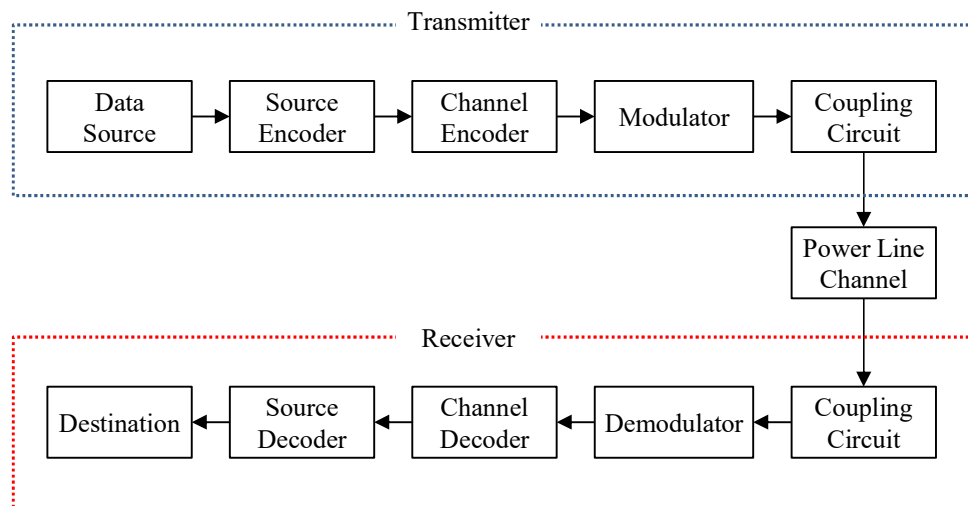 Transmitter
Data
Source
Source
Encoder
Channel
Encoder
Modulator
Coupling
Circuit
Power Line
Channel
Receiver
Destination
Source
Decoder
Channel
Decoder
Demodulator
Coupling
Circuit